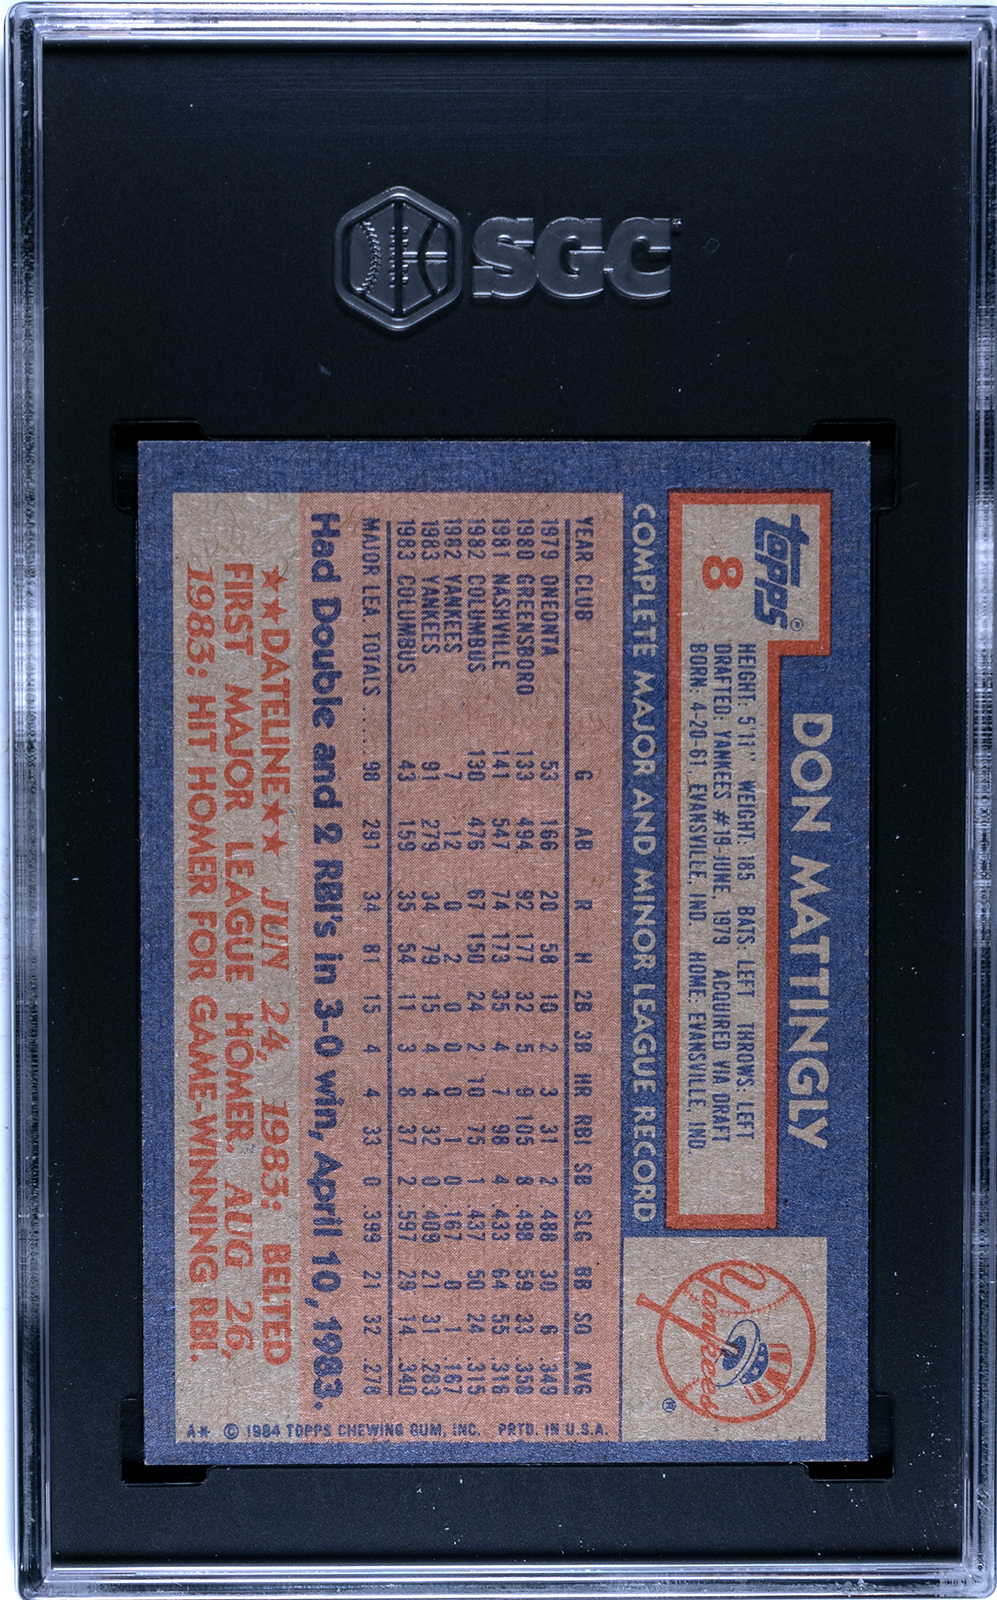 SGC
topps®
8
DON MATTINGLY
HEIGHT: 5'11" WEIGHT: 185 BATS: LEFT THROWS: LEFT
DRAFTED: YANKEES #19-JUNE, 1979 ACQUIRED VIA DRAFT
BORN: 4-20-61, EVANSVILLE, IND. HOME: EVANSVILLE, IND.
Yankees ®
COMPLETE MAJOR AND MINOR LEAGUE RECORD
YEAR CLUB G AB R H 2B 3B HR RBI SB SLG BB SO AVG
1979 ONEONTA 53 166 20 58 10 2 3 31 2 .488 30 6 .349
1980 GREENSBORO 133 494 92 177 32 5 9 105 8 .498 59 33 .358
1981 NASHVILLE 141 547 74 173 35 4 7 98 4 .433 64 55 .316
1982 COLUMBUS 130 476 67 150 24 2 10 75 1 .437 50 24 .315
1982 YANKEES 7 12 0 2 0 0 0 1 0 .167 0 1 .167
1983 YANKEES 91 279 34 79 15 4 4 32 0 .409 21 31 .283
1983 COLUMBUS 43 159 35 54 11 3 8 37 2 .597 29 14 .340
MAJOR LEA. TOTALS ..... 98 291 34 81 15 4 4 33 0 .399 21 32 .278
Had Double and 2 RBI's in 3-0 win, April 10, 1983.
★★DATELINE★★ JUN 24, 1983: BELTED
FIRST MAJOR LEAGUE HOMER. AUG 26,
1983: HIT HOMER FOR GAME-WINNING RBI.
A* © 1984 TOPPS CHEWING GUM, INC. PRTD. IN U.S.A.